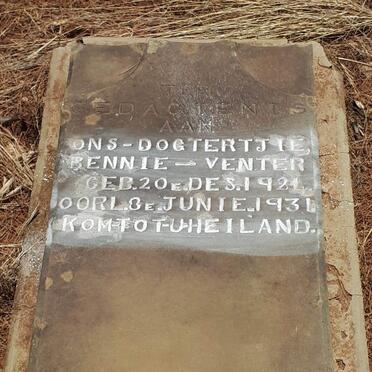 TER
GEDAGTENIS
AAN
ONS-DOGTERTJIE,
BENNIE-VENTER
GEB.20E.DES.1921.
OORL.8E.JUNIE.1931
KOM-TOT-U-HEILAND.